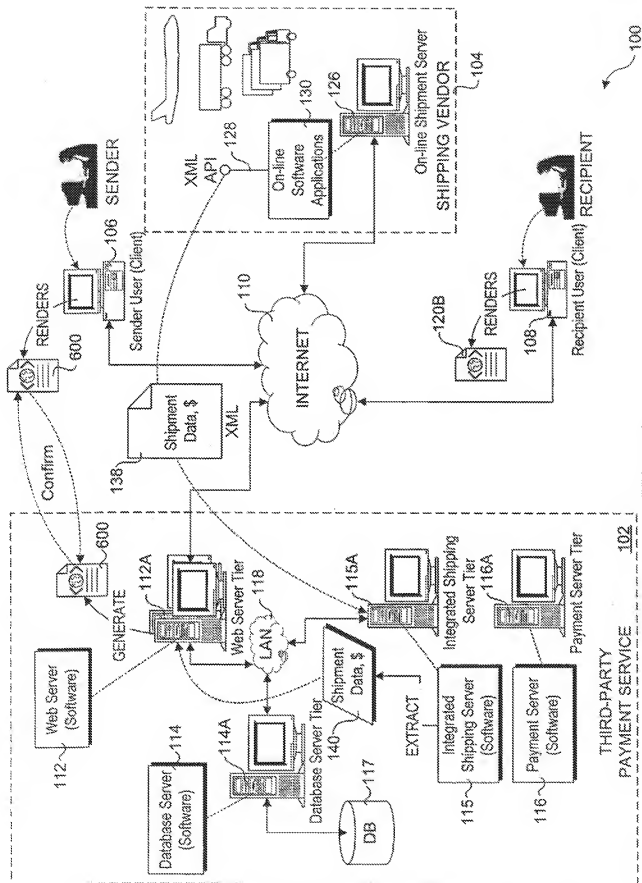 100
SENDER
RENDERS
106
Sender User (Client)
600
Confirm
600
GENERATE
Web Server
(Software)
112
112A
Web Server Tier
Database Server
(Software)
114
114A
Database Server Tier
DB
117
LAN
118
Shipment
Data, $
138
XML
XML
API
128
On-line
Software
Applications
130
126
On-line Shipment Server
SHIPPING VENDOR
104
INTERNET
110
Shipment
Data, $
140
EXTRACT
115A
Integrated Shipping
Server Tier
116A
Payment Server Tier
Integrated
Shipping Server
(Software)
115
Payment Server
(Software)
116
THIRD-PARTY
PAYMENT SERVICE
102
120B
RENDERS
108
Recipient User (Client)
RECIPIENT